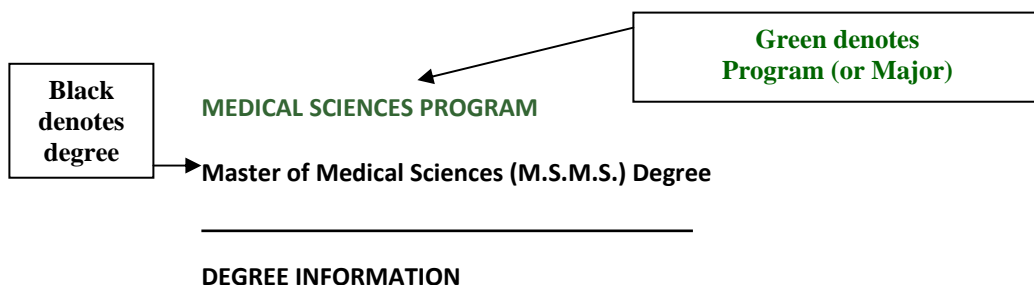 Green denotes
Program (or Major)
Black
denotes
degree
MEDICAL SCIENCES PROGRAM
Master of Medical Sciences (M.S.M.S.) Degree
DEGREE INFORMATION